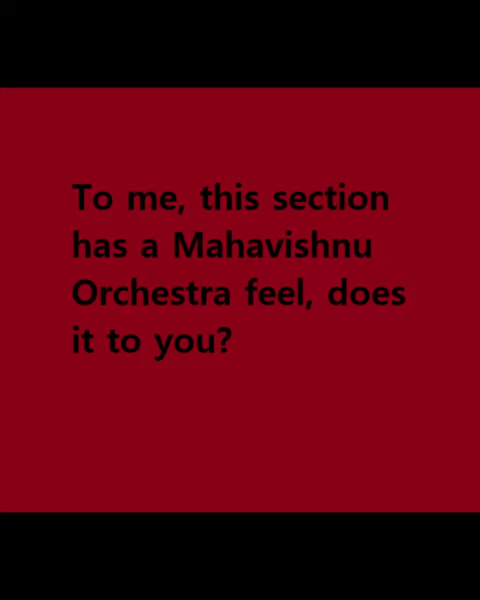 To me, this section
has a Mahavishnu
Orchestra feel, does
it to you?